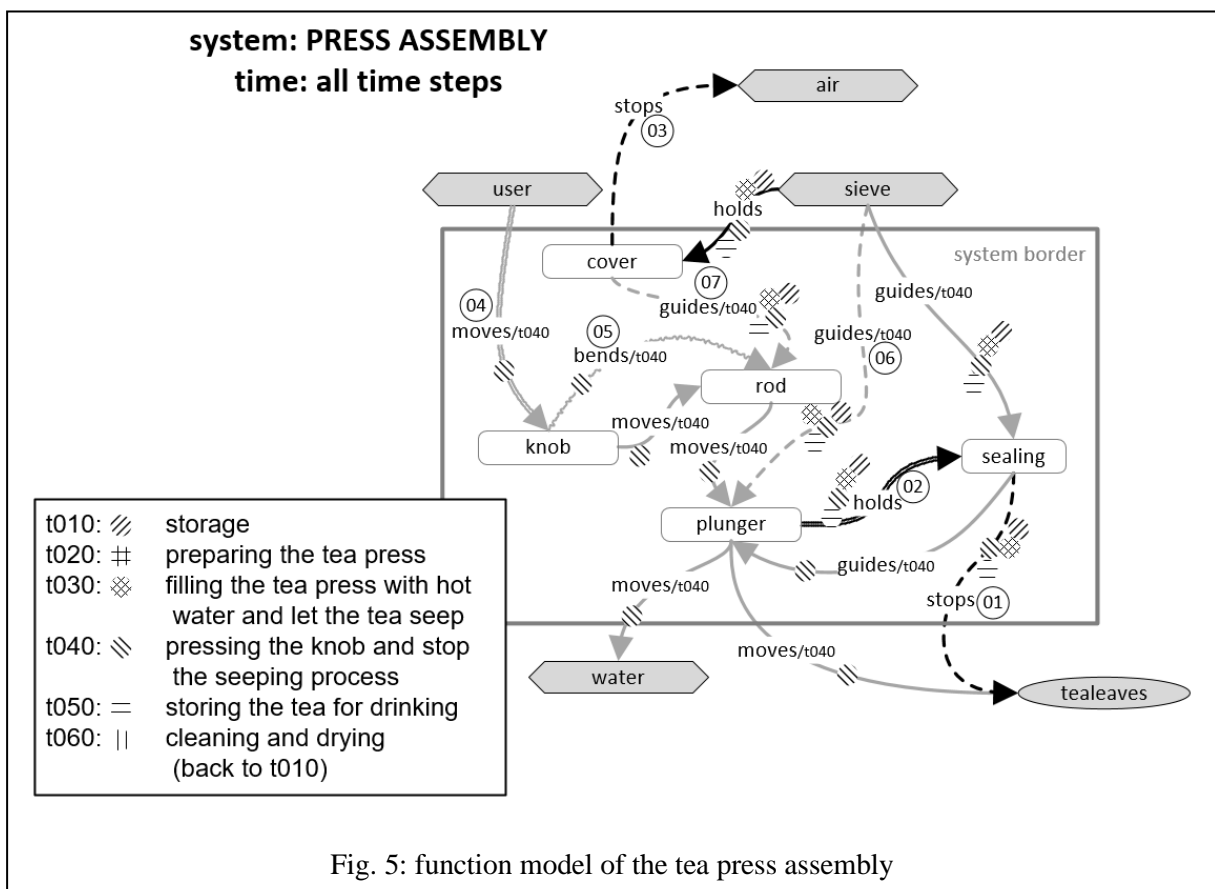 system: PRESS ASSEMBLY
time: all time steps
air
stops
03
user
sieve
holds
cover
system border
07
guides/t040
04
moves/t040
05
bends/t040
guides/t040
06
guides/t040
rod
moves/t040
moves/t040
knob
sealing
holds
02
plunger
guides/t040
moves/t040
stops
01
moves/t040
water
tealeaves
t010: storage
t020: preparing the tea press
t030: filling the tea press with hot
water and let the tea seep
t040: pressing the knob and stop
the seeping process
t050: storing the tea for drinking
t060: cleaning and drying
(back to t010)
Fig. 5: function model of the tea press assembly